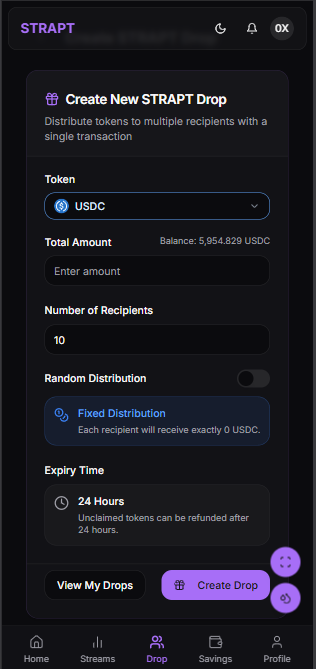 STRAPT
0X
Create New STRAPT Drop
Distribute tokens to multiple recipients with a
single transaction
Token
USDC
Total Amount
Balance: 5,954.829 USDC
Enter amount
Number of Recipients
10
Random Distribution
Fixed Distribution
Each recipient will receive exactly 0 USDC.
Expiry Time
24 Hours
Unclaimed tokens can be refunded after
24 hours.
View My Drops
Create Drop
Home
Streams
Drop
Savings
Profile